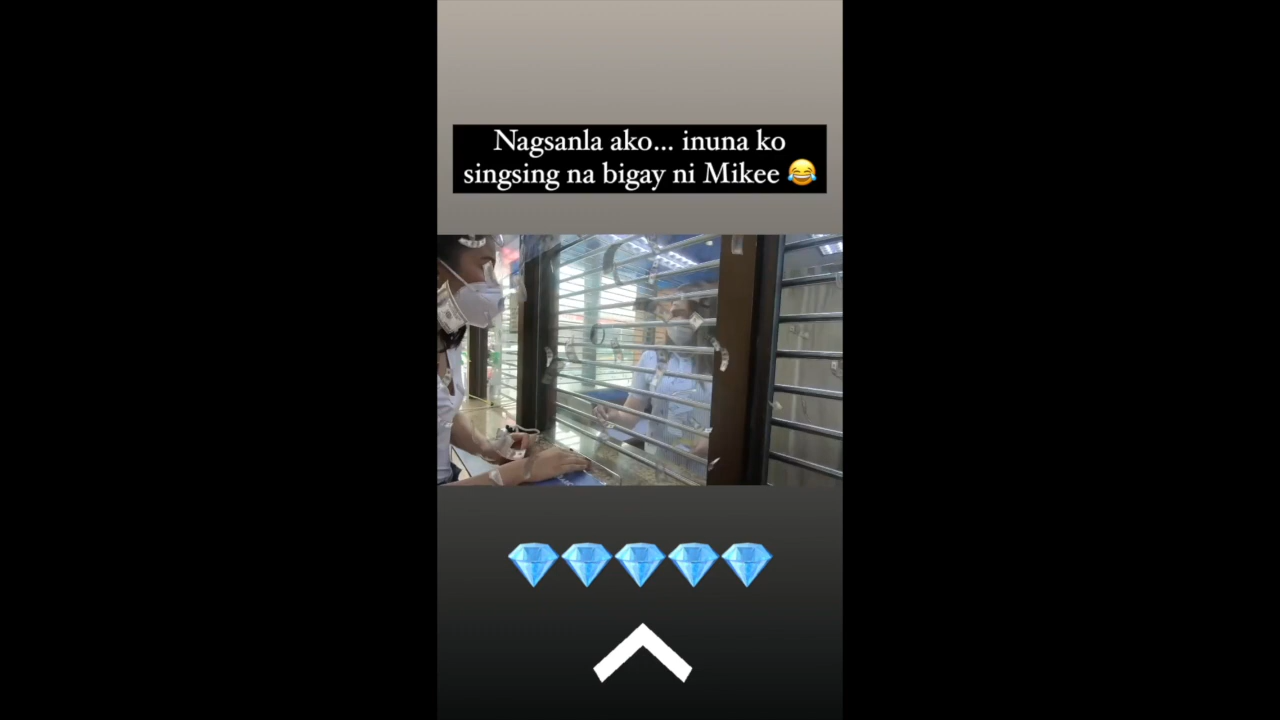 Nagsanla ako... inuna ko
singsing na bigay ni Mikee 😂